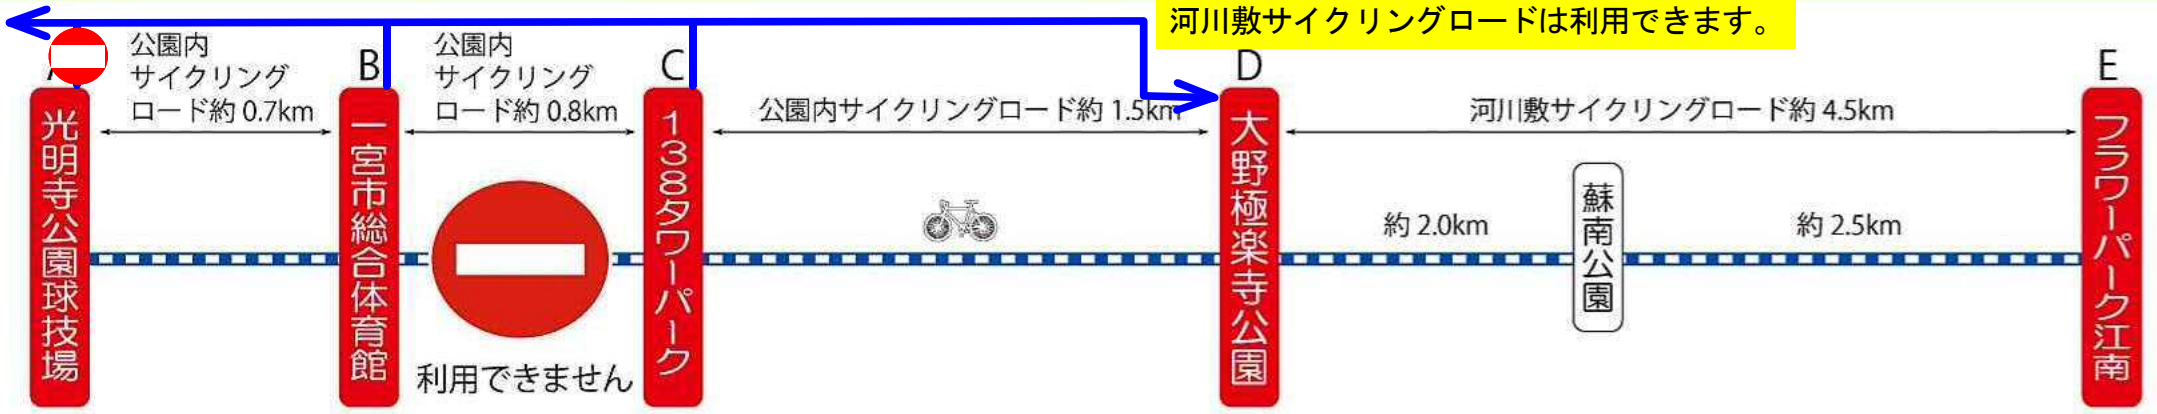 河川敷サイクリングロードは利用できます。
公園内
サイクリング
ロード約 0.7km
B
公園内
サイクリング
ロード約 0.8km
C
公園内サイクリングロード約 1.5km
D
河川敷サイクリングロード約 4.5km
E
光明寺公園球技場
一宮市総合体育館
利用できません
138タワーパーク
大野極楽寺公園
約 2.0km
蘇南公園
約 2.5km
フラワーパーク江南